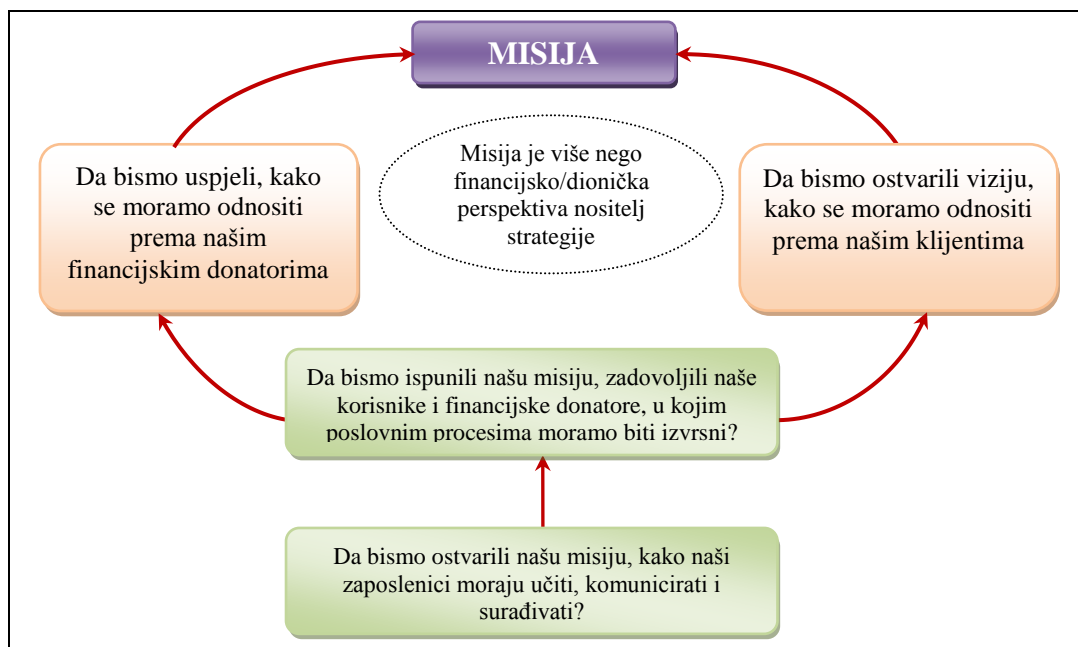 MISIJA
Misija je više nego
financijsko/dionička
perspektiva nositelj
strategije
Da bismo uspjeli, kako
se moramo odnositi
prema našim
financijskim donatorima
Da bismo ostvarili viziju,
kako se moramo odnositi
prema našim klijentima
Da bismo ispunili našu misiju, zadovoljili naše
korisnike i financijske donatore, u kojim
poslovnim procesima moramo biti izvrsni?
Da bismo ostvarili našu misiju, kako naši
zaposlenici moraju učiti, komunicirati i
surađivati?